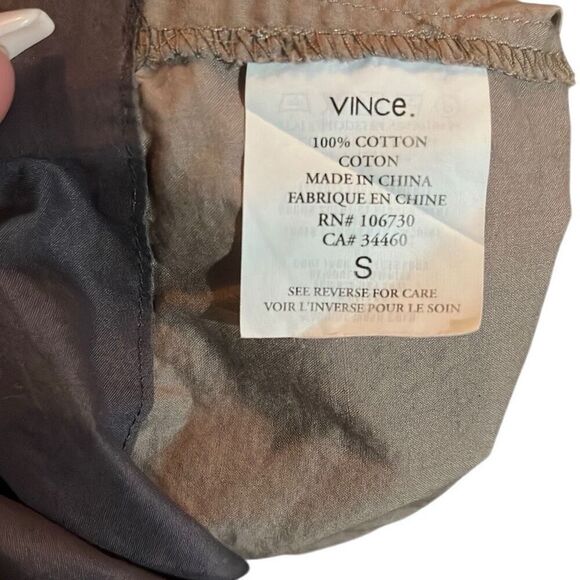 VINCE.
100% COTTON
COTON
MADE IN CHINA
FABRIQUE EN CHINE
RN# 106730
CA# 34460
S
SEE REVERSE FOR CARE
VOIR L'INVERSE POUR LE SOIN